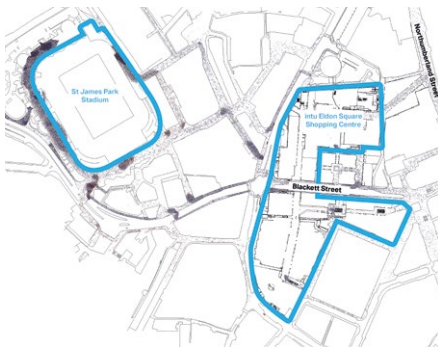 St James Park
Stadium
intu Eldon Square
Shopping Centre
Northumberland Street
Blackett Street